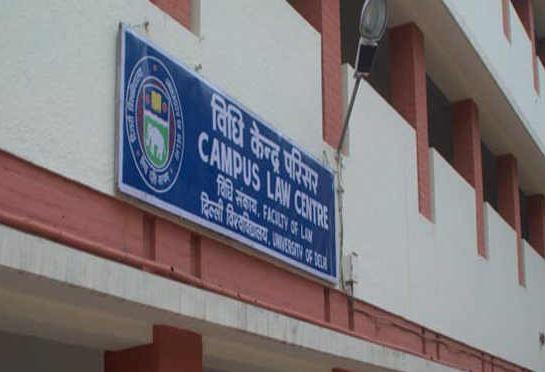 विधि केन्द्र परिसर
CAMPUS LAW CENTRE
विधि संकाय, FACULTY OF LAW
दिल्ली विश्वविद्यालय, UNIVERSITY OF DELHI